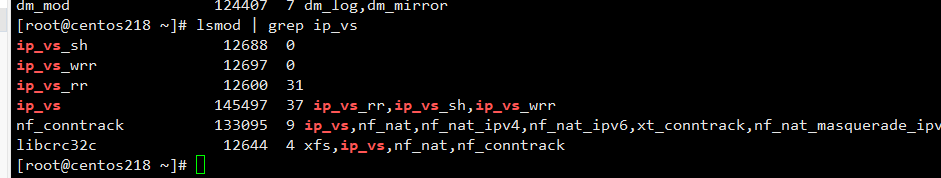 dm_mod 124407 7 dm_log,dm_mirror
[root@centos218 ~]# lsmod | grep ip_vs
ip_vs_sh 12688 0
ip_vs_wrr 12697 0
ip_vs_rr 12600 31
ip_vs 145497 37 ip_vs_rr,ip_vs_sh,ip_vs_wrr
nf_conntrack 133095 9 ip_vs,nf_nat,nf_nat_ipv4,nf_nat_ipv6,xt_conntrack,nf_nat_masquerade_ipv
libcrc32c 12644 4 xfs,ip_vs,nf_nat,nf_conntrack
[root@centos218 ~]#